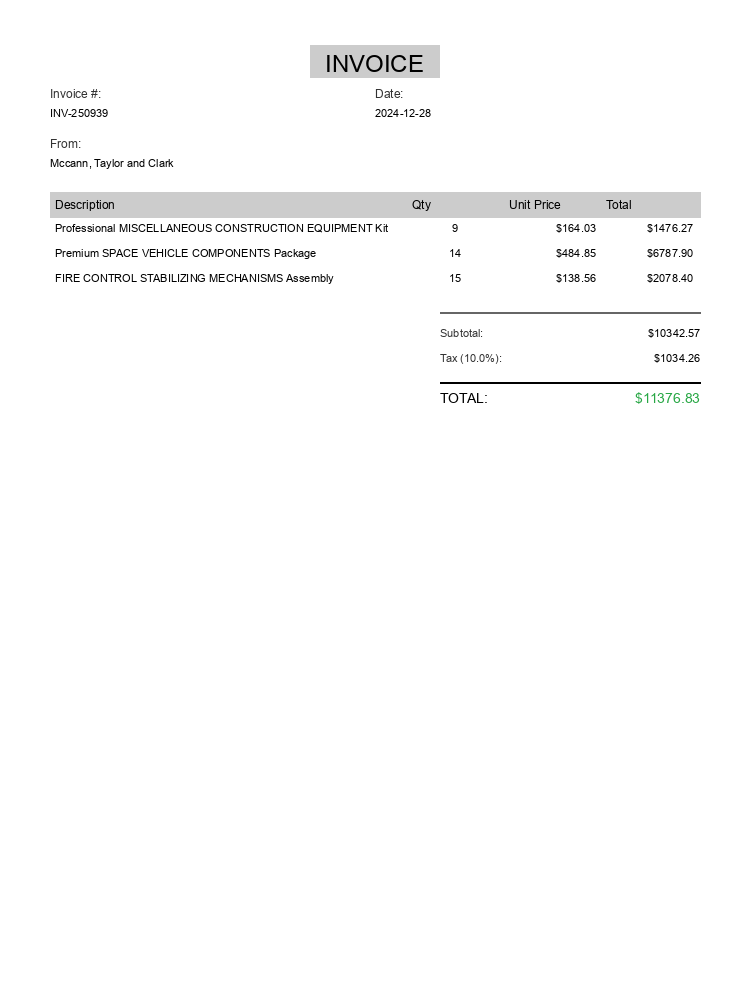 INVOICE
Invoice #: Date:
INV-250939 2024-12-28
From:
Mccann, Taylor and Clark
Description Qty Unit Price Total
Professional MISCELLANEOUS CONSTRUCTION EQUIPMENT Kit 9 $164.03 $1476.27
Premium SPACE VEHICLE COMPONENTS Package 14 $484.85 $6787.90
FIRE CONTROL STABILIZING MECHANISMS Assembly 15 $138.56 $2078.40
Subtotal: $10342.57
Tax (10.0%): $1034.26
TOTAL: $11376.83